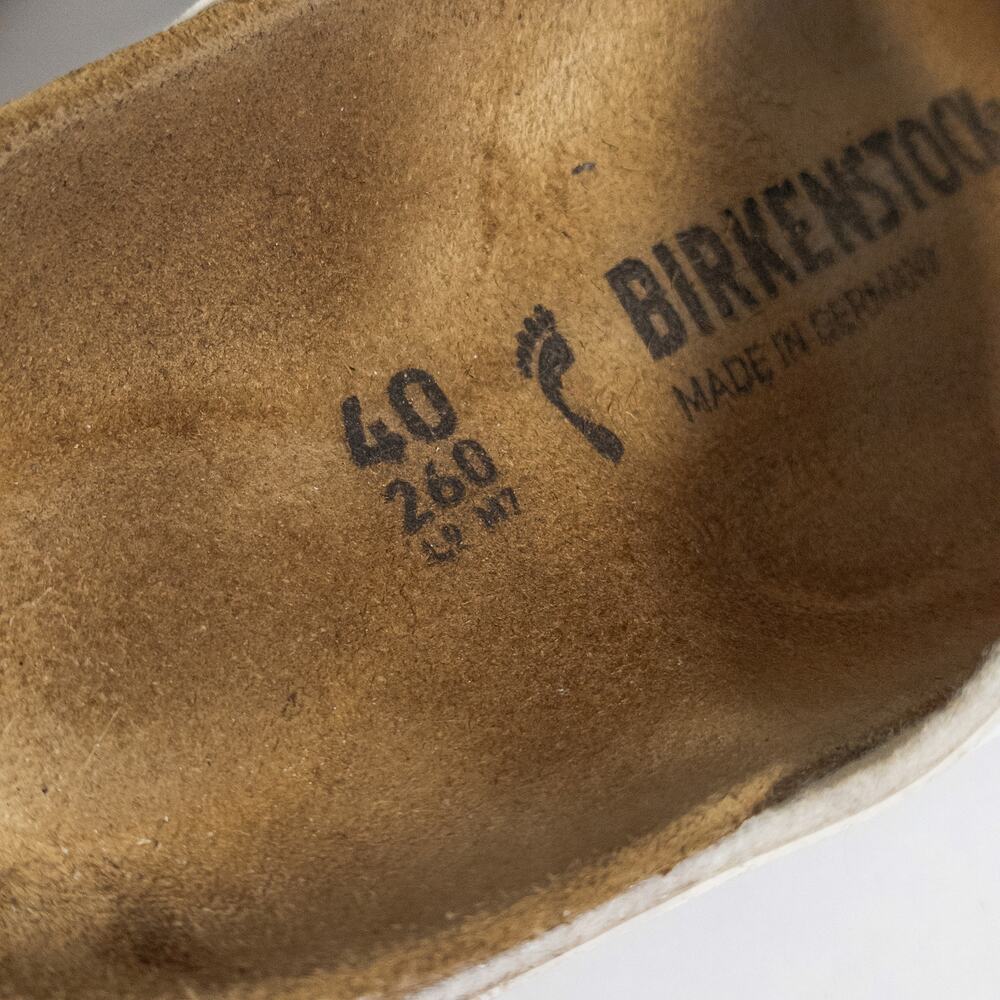 40
260
L9 M7
BIRKENSTOCK
MADE IN GERMANY